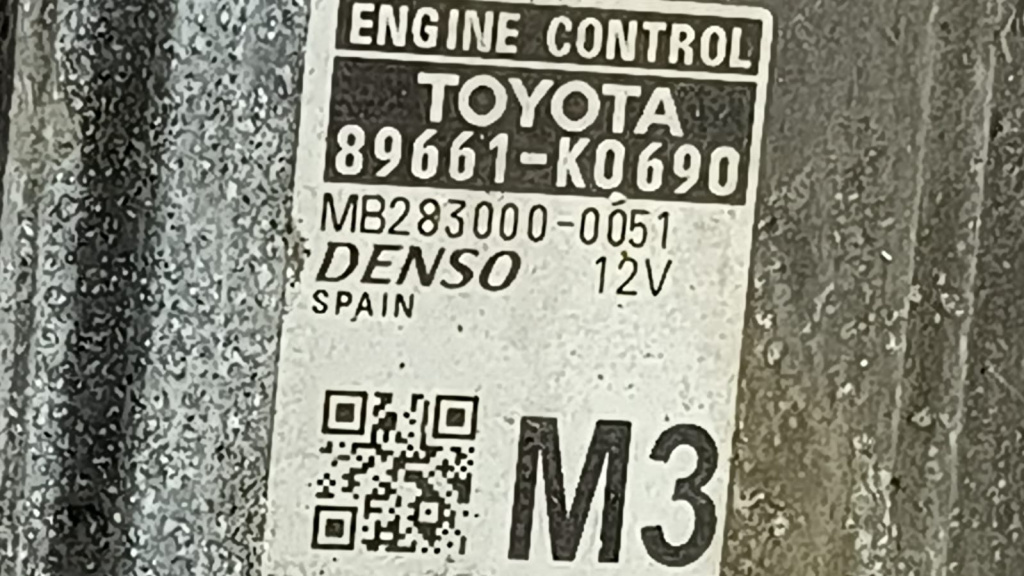 ENGINE CONTROL
TOYOTA
89661-K0690
MB283000-0051
DENSO 12V
SPAIN
M3